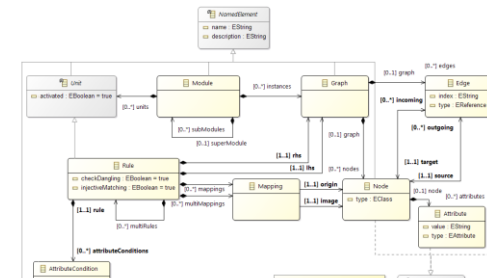 NamedElement
name : EString
description : EString
Unit
activated : EBoolean = true
Module
Graph
Edge
index : EString
type : EReference
[0..*] units
[0..*] instances
[0..1] graph
[0..*] edges
[0..*] incoming
[0..*] subModules
[0..1] superModule
[0..1] graph
[0..*] outgoing
[1..1] rhs
[1..1] lhs
[0..*] nodes
[1..1] target
[1..1] source
Rule
checkDangling : EBoolean = true
injectiveMatching : EBoolean = true
[0..*] mappings
[0..*] multiMappings
Mapping
[1..1] origin
[1..1] image
Node
type : EClass
[0..1] node
[0..*] attributes
[1..1] rule
[0..*] multiRules
Attribute
value : EString
type : EAttribute
[0..*] attributeConditions
AttributeCondition